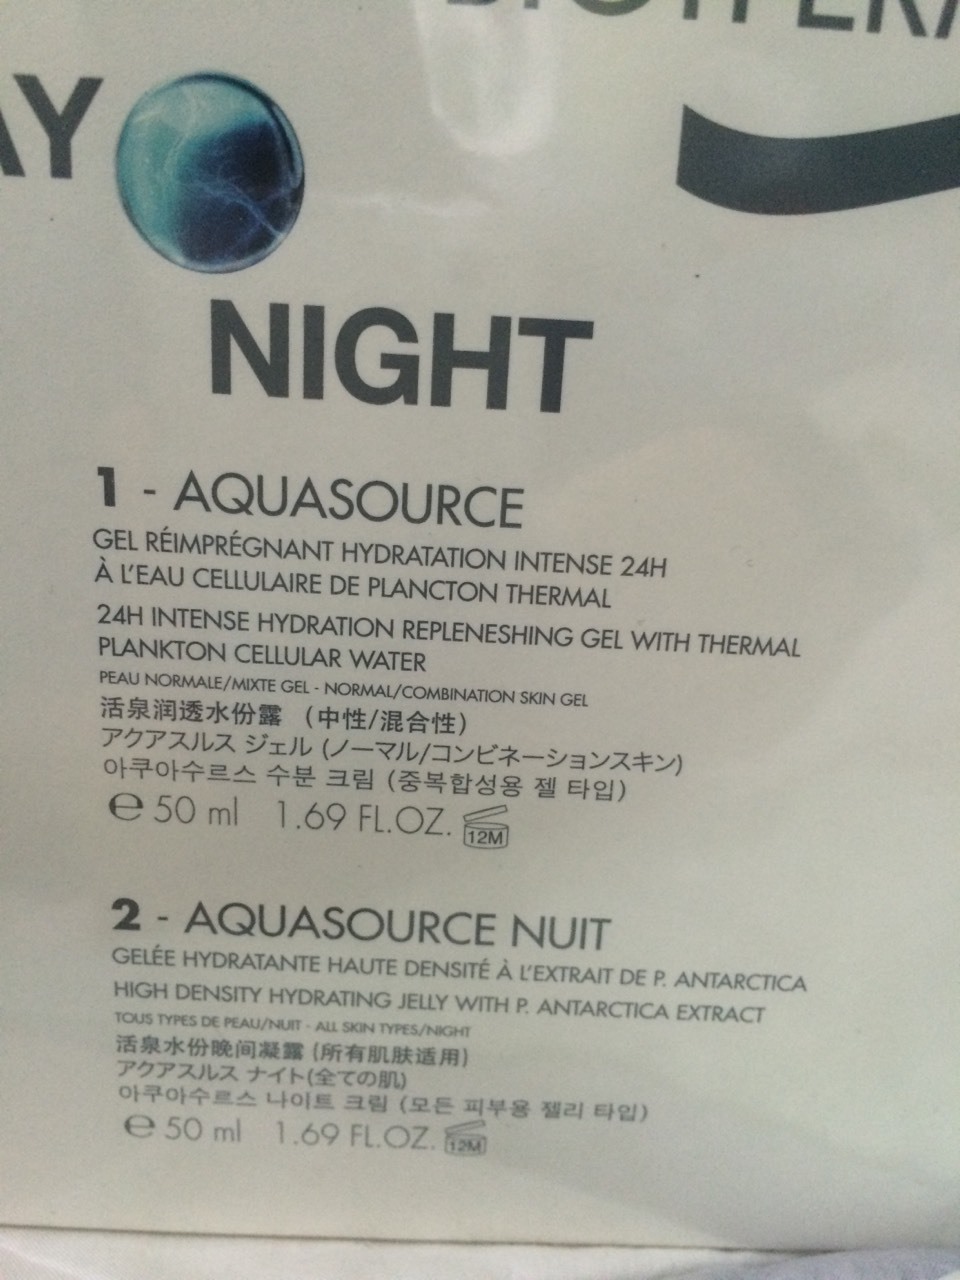 NIGHT
1 - AQUASOURCE
GEL RÉIMPRÉGNANT HYDRATATION INTENSE 24H
À L'EAU CELLULAIRE DE PLANCTON THERMAL
24H INTENSE HYDRATION REPLENESHING GEL WITH THERMAL
PLANKTON CELLULAR WATER
PEAU NORMALE/MIXTE GEL - NORMAL/COMBINATION SKIN GEL
活泉润透水份露 (中性/混合性)
アクアスルス ジェル (ノーマル/コンビネーションスキン)
아쿠아수르스 수분 크림 (중복합성용 젤 타입)
℮ 50 ml 1.69 FL.OZ. 12M
2 - AQUASOURCE NUIT
GELÉE HYDRATANTE HAUTE DENSITÉ À L'EXTRAIT DE P. ANTARCTICA
HIGH DENSITY HYDRATING JELLY WITH P. ANTARCTICA EXTRACT
TOUS TYPES DE PEAU/NUIT - ALL SKIN TYPES/NIGHT
活泉水份晚间凝露 (所有肌肤适用)
アクアスルス ナイト(全ての肌)
아쿠아수르스 나이트 크림 (모든 피부용 젤리 타입)
℮ 50 ml 1.69 FL.OZ. 12M